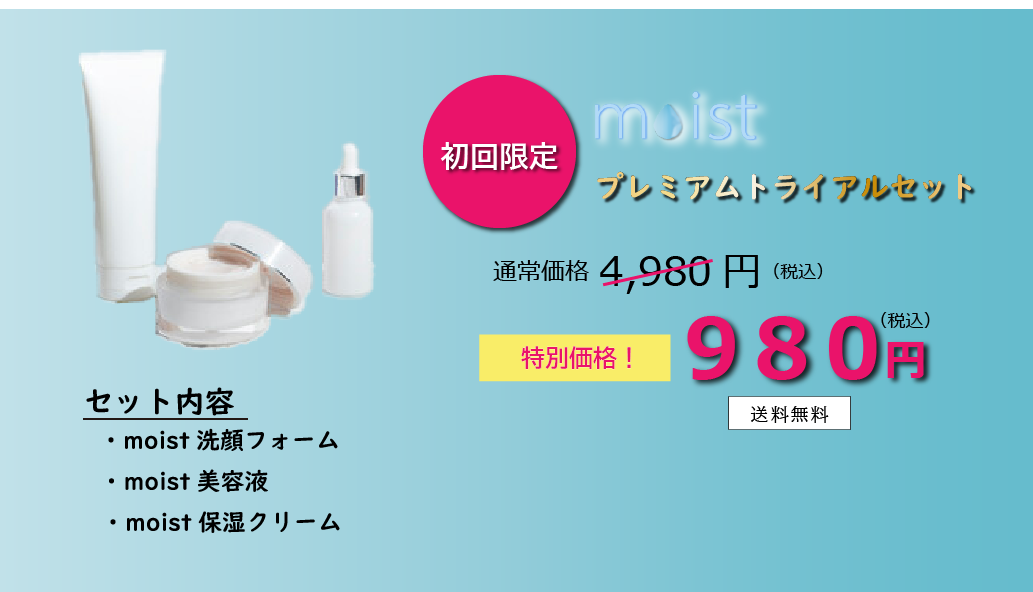 初回限定
moist
プレミアムトライアルセット
通常価格 4,980 円（税込）
特別価格！ 980円（税込）
送料無料
セット内容
・moist 洗顔フォーム
・moist 美容液
・moist 保湿クリーム